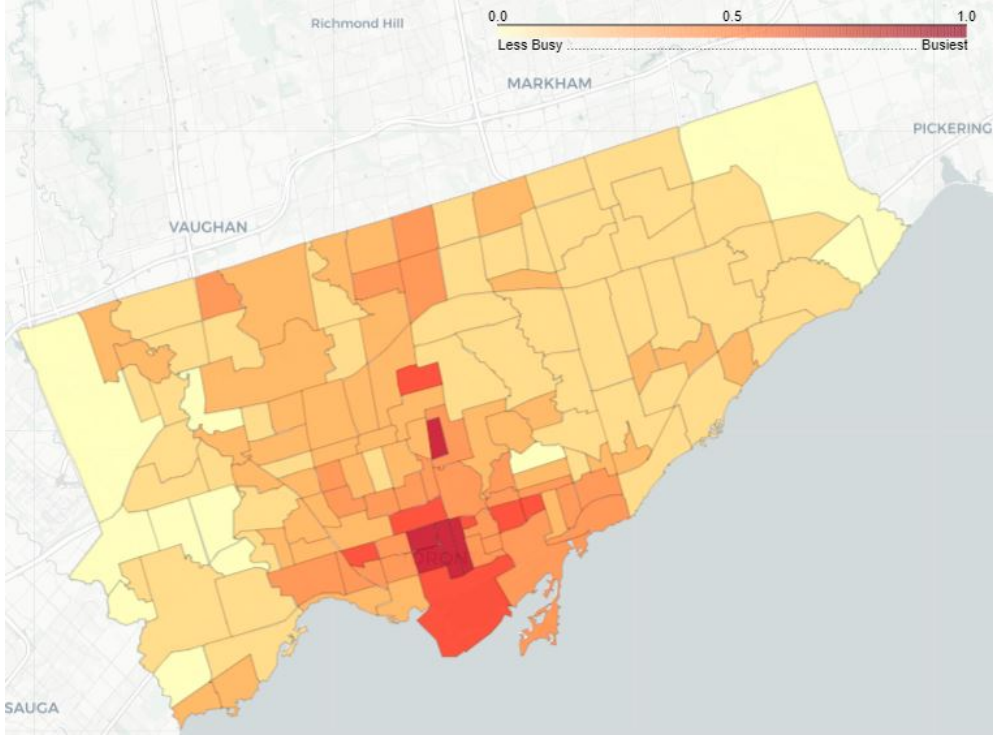 Richmond Hill
0.0 0.5 1.0
Less Busy Busiest
MARKHAM
PICKERING
VAUGHAN
SAUGA